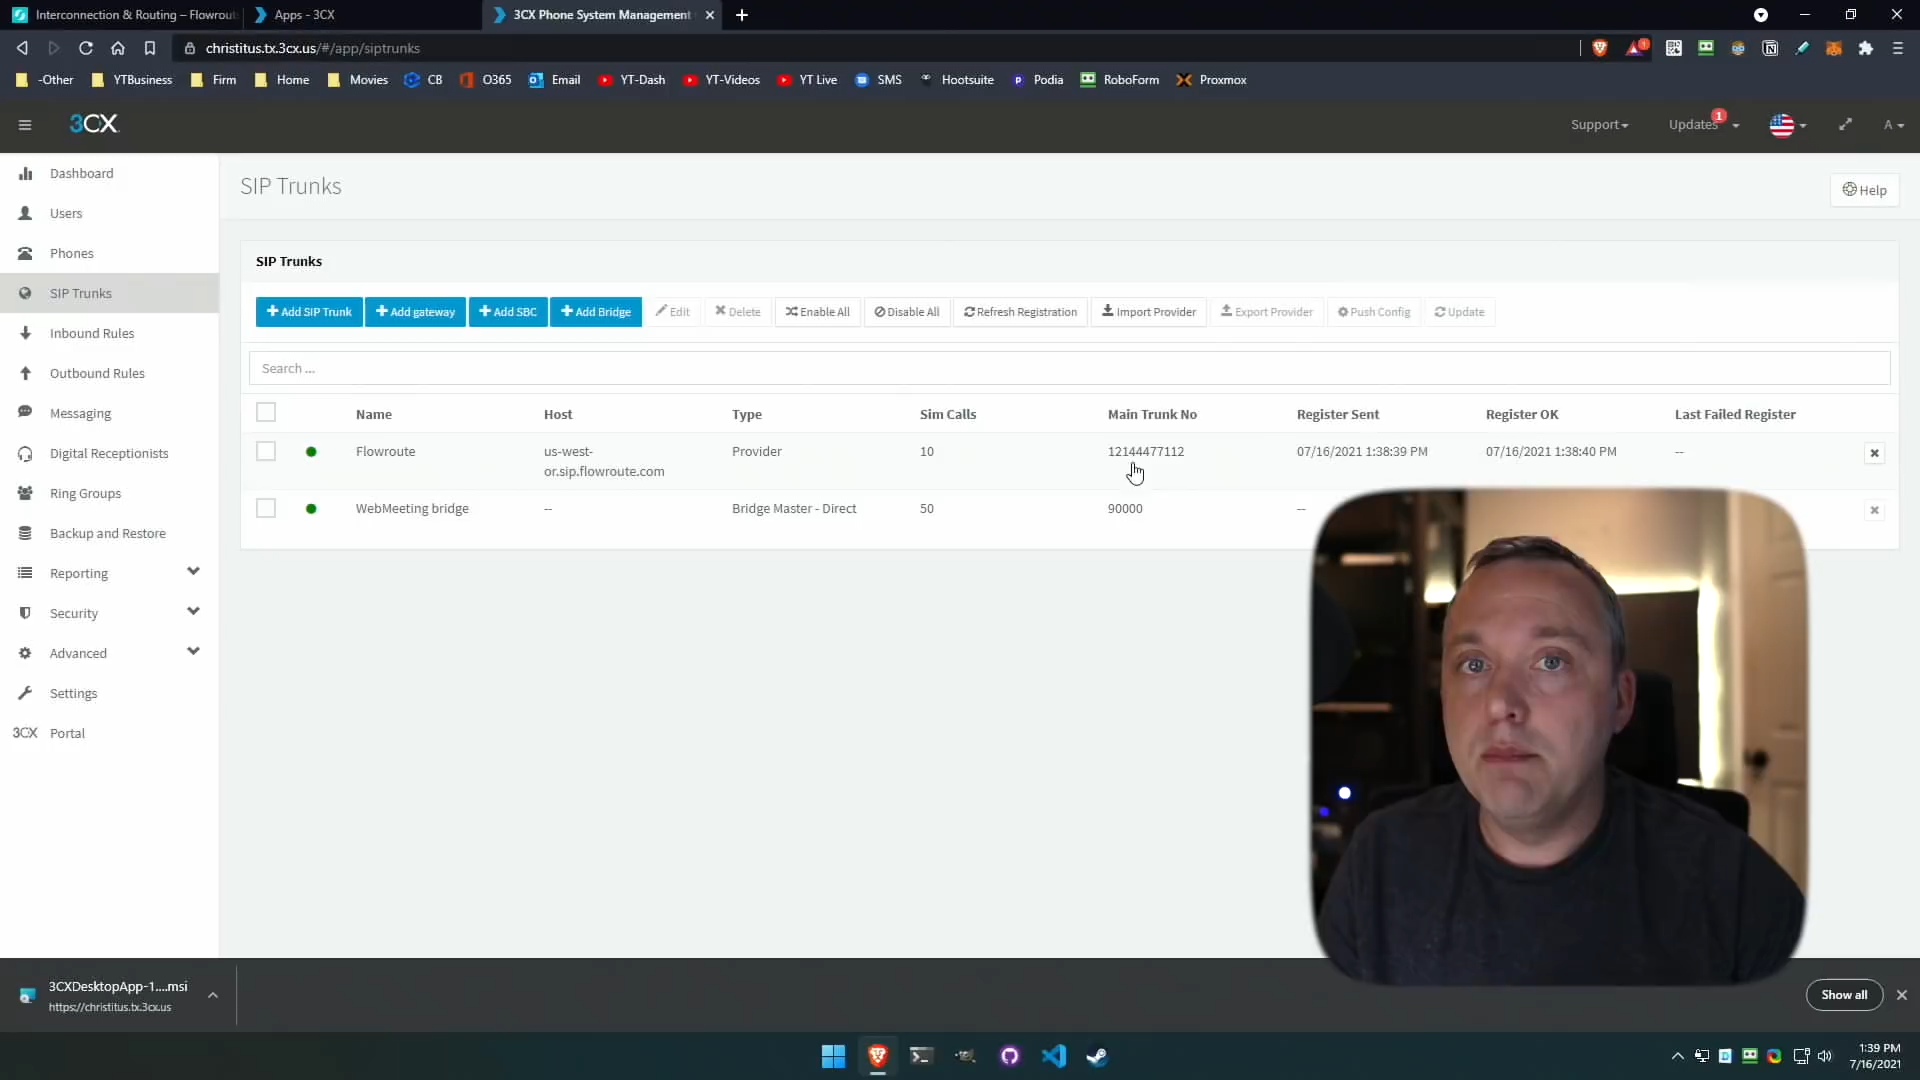 Interconnection & Routing – Flowrout
Apps - 3CX
3CX Phone System Management
christitus.tx.3cx.us/#/app/siptrunks
1
-Other
YTBusiness
Firm
Home
Movies
CB
O365
Email
YT-Dash
YT-Videos
YT Live
SMS
Hootsuite
Podia
RoboForm
Proxmox
3CX
Support
Updates
1
A
Dashboard
Users
Phones
SIP Trunks
Inbound Rules
Outbound Rules
Messaging
Digital Receptionists
Ring Groups
Backup and Restore
Reporting
Security
Advanced
Settings
3CX Portal
SIP Trunks
Help
SIP Trunks
+ Add SIP Trunk
+ Add gateway
+ Add SBC
+ Add Bridge
Edit
Delete
Enable All
Disable All
Refresh Registration
Import Provider
Export Provider
Push Config
Update
Search ...
Name Host Type Sim Calls Main Trunk No Register Sent Register OK Last Failed Register
Flowroute us-west-or.sip.flowroute.com Provider 10 12144477112 07/16/2021 1:38:39 PM 07/16/2021 1:38:40 PM --
WebMeeting bridge -- Bridge Master - Direct 50 90000 --
3CXDesktopApp-1....msi
https://christitus.tx.3cx.us
Show all
1:39 PM
7/16/2021